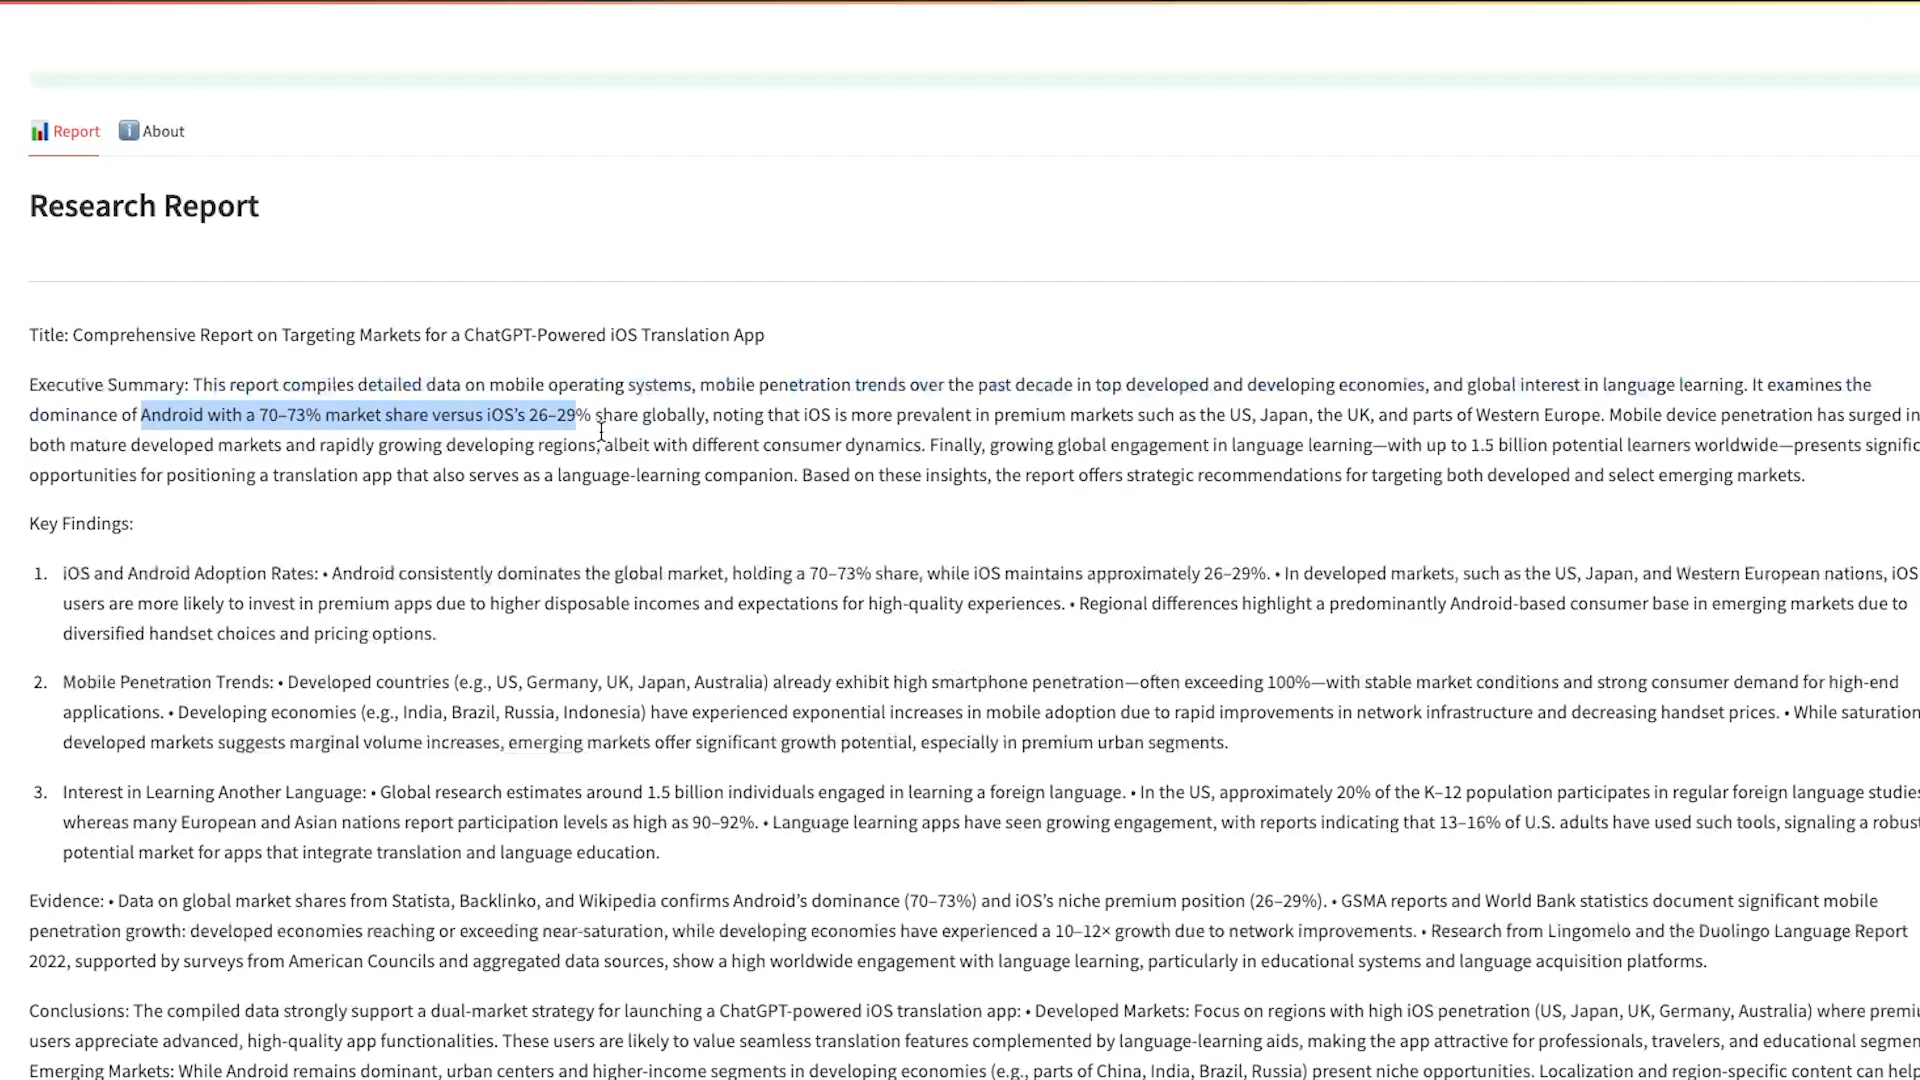 Report About
Research Report
Title: Comprehensive Report on Targeting Markets for a ChatGPT-Powered iOS Translation App
Executive Summary: This report compiles detailed data on mobile operating systems, mobile penetration trends over the past decade in top developed and developing economies, and global interest in language learning. It examines the
dominance of Android with a 70–73% market share versus iOS’s 26–29% share globally, noting that iOS is more prevalent in premium markets such as the US, Japan, the UK, and parts of Western Europe. Mobile device penetration has surged in
both mature developed markets and rapidly growing developing regions, albeit with different consumer dynamics. Finally, growing global engagement in language learning—with up to 1.5 billion potential learners worldwide—presents signific
opportunities for positioning a translation app that also serves as a language-learning companion. Based on these insights, the report offers strategic recommendations for targeting both developed and select emerging markets.
Key Findings:
1. iOS and Android Adoption Rates: • Android consistently dominates the global market, holding a 70–73% share, while iOS maintains approximately 26–29%. • In developed markets, such as the US, Japan, and Western European nations, iOS
users are more likely to invest in premium apps due to higher disposable incomes and expectations for high-quality experiences. • Regional differences highlight a predominantly Android-based consumer base in emerging markets due to
diversified handset choices and pricing options.
2. Mobile Penetration Trends: • Developed countries (e.g., US, Germany, UK, Japan, Australia) already exhibit high smartphone penetration—often exceeding 100%—with stable market conditions and strong consumer demand for high-end
applications. • Developing economies (e.g., India, Brazil, Russia, Indonesia) have experienced exponential increases in mobile adoption due to rapid improvements in network infrastructure and decreasing handset prices. • While saturation
developed markets suggests marginal volume increases, emerging markets offer significant growth potential, especially in premium urban segments.
3. Interest in Learning Another Language: • Global research estimates around 1.5 billion individuals engaged in learning a foreign language. • In the US, approximately 20% of the K–12 population participates in regular foreign language studies
whereas many European and Asian nations report participation levels as high as 90–92%. • Language learning apps have seen growing engagement, with reports indicating that 13–16% of U.S. adults have used such tools, signaling a robust
potential market for apps that integrate translation and language education.
Evidence: • Data on global market shares from Statista, Backlinko, and Wikipedia confirms Android’s dominance (70–73%) and iOS’s niche premium position (26–29%). • GSMA reports and World Bank statistics document significant mobile
penetration growth: developed economies reaching or exceeding near-saturation, while developing economies have experienced a 10–12× growth due to network improvements. • Research from Lingomelo and the Duolingo Language Report
2022, supported by surveys from American Councils and aggregated data sources, show a high worldwide engagement with language learning, particularly in educational systems and language acquisition platforms.
Conclusions: The compiled data strongly support a dual-market strategy for launching a ChatGPT-powered iOS translation app: • Developed Markets: Focus on regions with high iOS penetration (US, Japan, UK, Germany, Australia) where premiu
users appreciate advanced, high-quality app functionalities. These users are likely to value seamless translation features complemented by language-learning aids, making the app attractive for professionals, travelers, and educational segmen
Emerging Markets: While Android remains dominant, urban centers and higher-income segments in developing economies (e.g., parts of China, India, Brazil, Russia) present niche opportunities. Localization and region-specific content can help